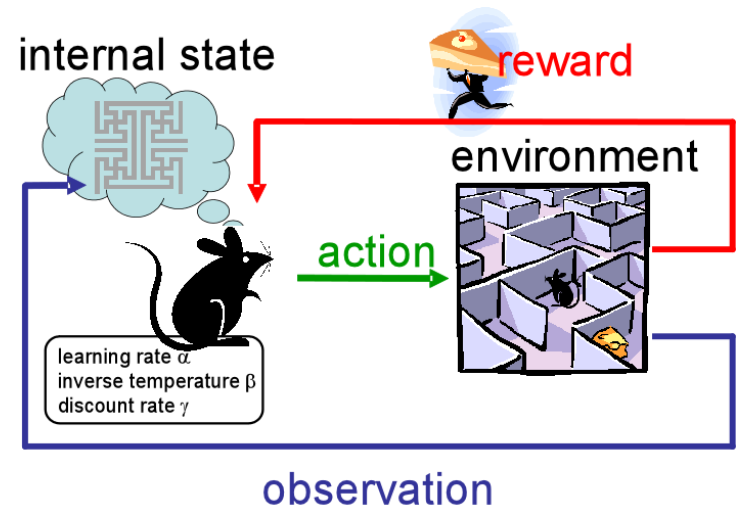 internal state
reward
environment
action
learning rate α
inverse temperature β
discount rate γ
observation